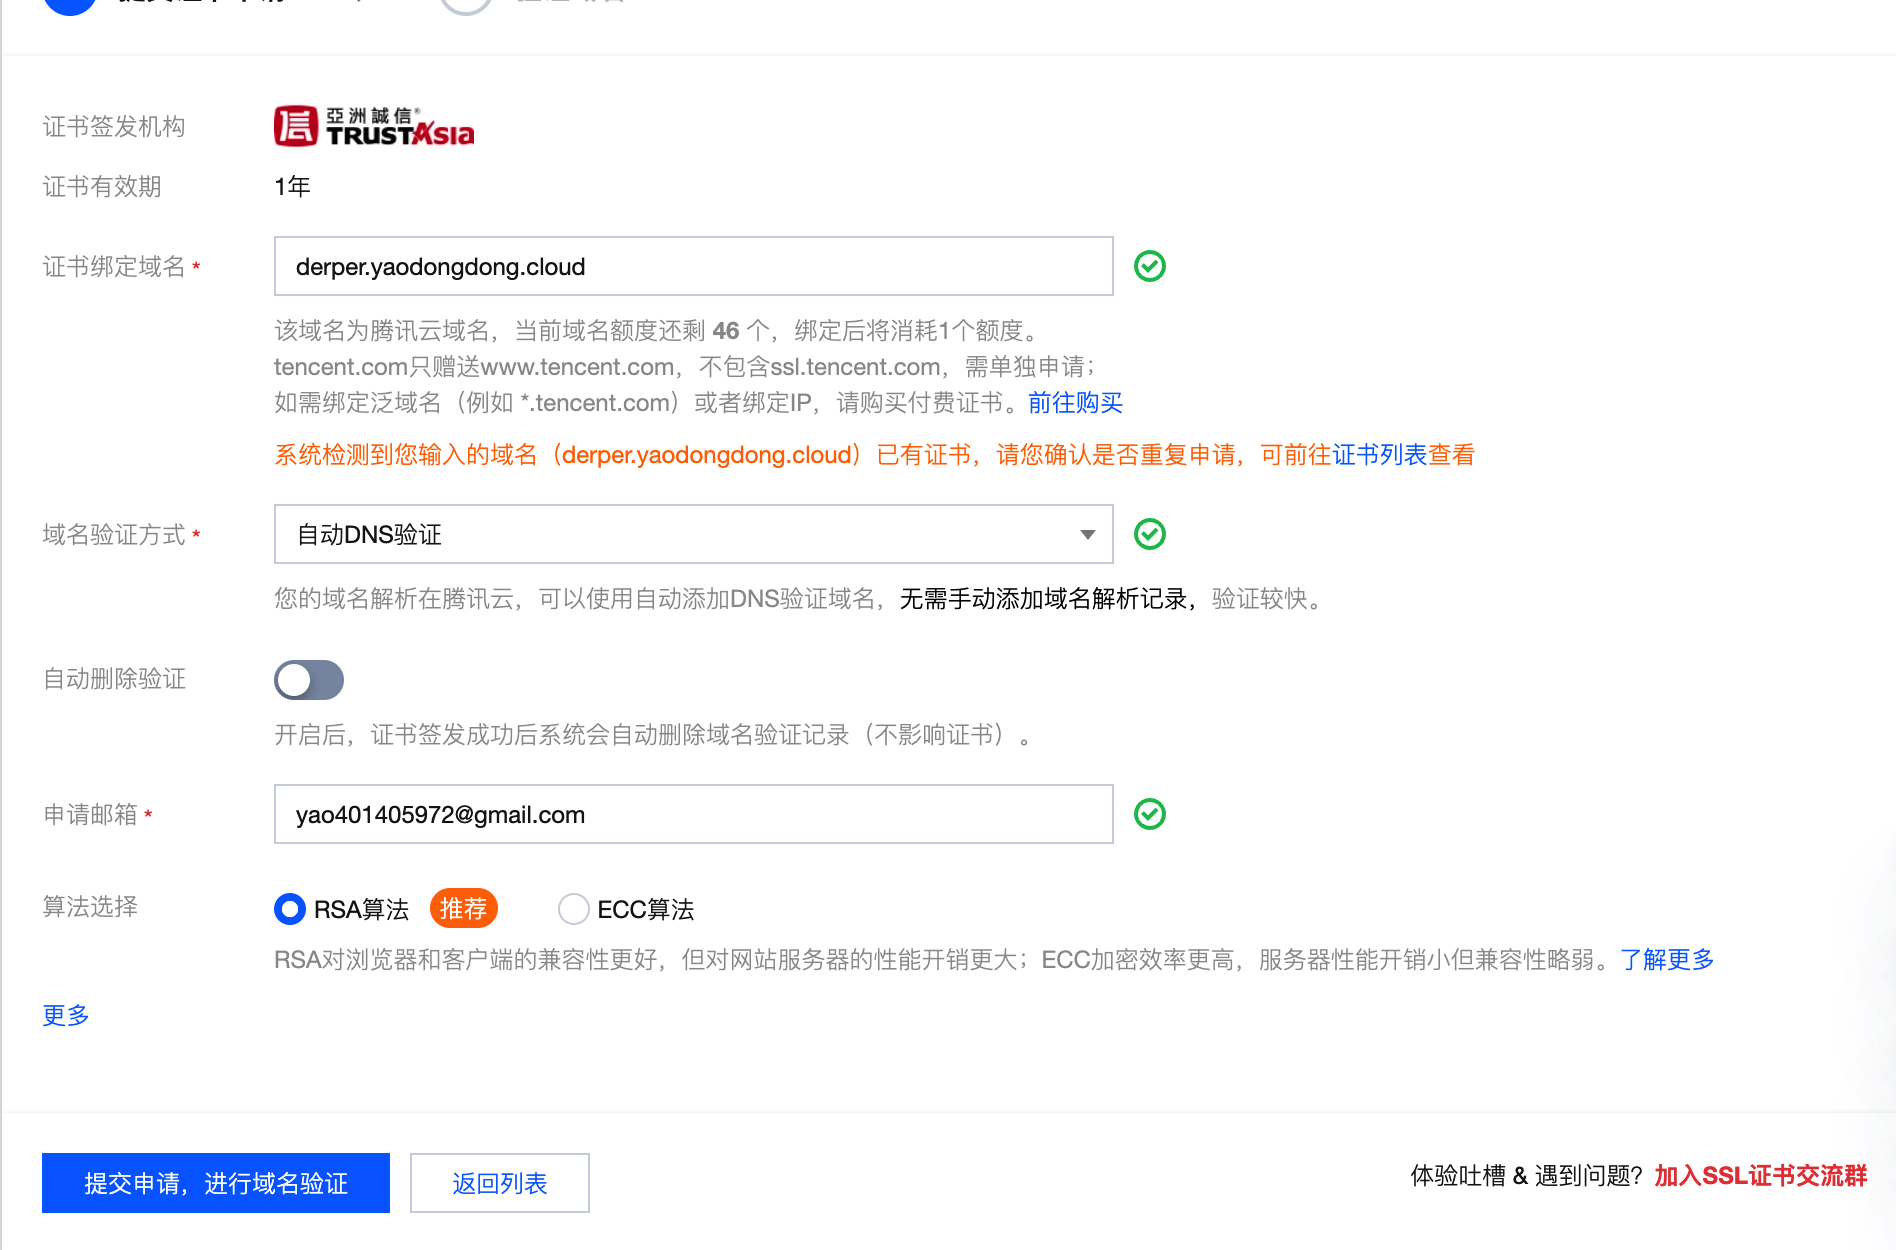 证书签发机构
亞洲誠信®
TRUSTAsia
证书有效期
1年
证书绑定域名 *
derper.yaodongdong.cloud
该域名为腾讯云域名，当前域名额度还剩 46 个，绑定后将消耗1个额度。
tencent.com只赠送www.tencent.com，不包含ssl.tencent.com，需单独申请；
如需绑定泛域名（例如 *.tencent.com）或者绑定IP，请购买付费证书。前往购买
系统检测到您输入的域名（derper.yaodongdong.cloud）已有证书，请您确认是否重复申请，可前往证书列表查看
域名验证方式 *
自动DNS验证
您的域名解析在腾讯云，可以使用自动添加DNS验证域名，无需手动添加域名解析记录，验证较快。
自动删除验证
开启后，证书签发成功后系统会自动删除域名验证记录（不影响证书）。
申请邮箱 *
yao401405972@gmail.com
算法选择
RSA算法 推荐 ECC算法
RSA对浏览器和客户端的兼容性更好，但对网站服务器的性能开销更大；ECC加密效率更高，服务器性能开销小但兼容性略弱。了解更多
更多
提交申请，进行域名验证
返回列表
体验吐槽 & 遇到问题？加入SSL证书交流群